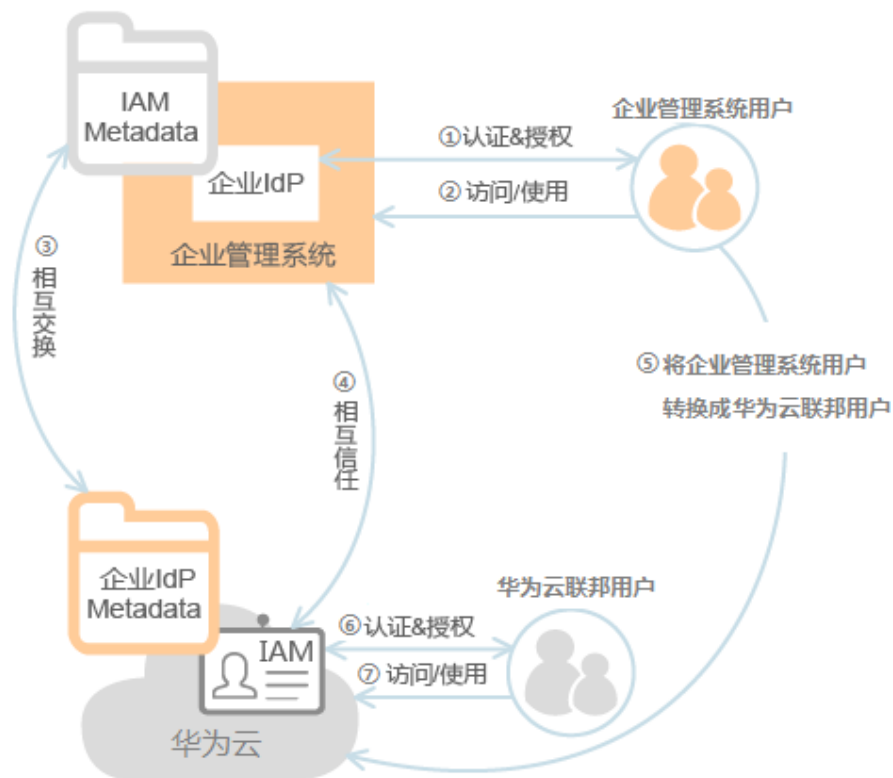 IAM
Metadata
企业管理系统用户
①认证&授权
企业IdP
②访问/使用
企业管理系统
③
相互交换
④
相互信任
⑤将企业管理系统用户
转换成华为云联邦用户
企业IdP
Metadata
华为云联邦用户
⑥认证&授权
IAM
⑦访问/使用
华为云